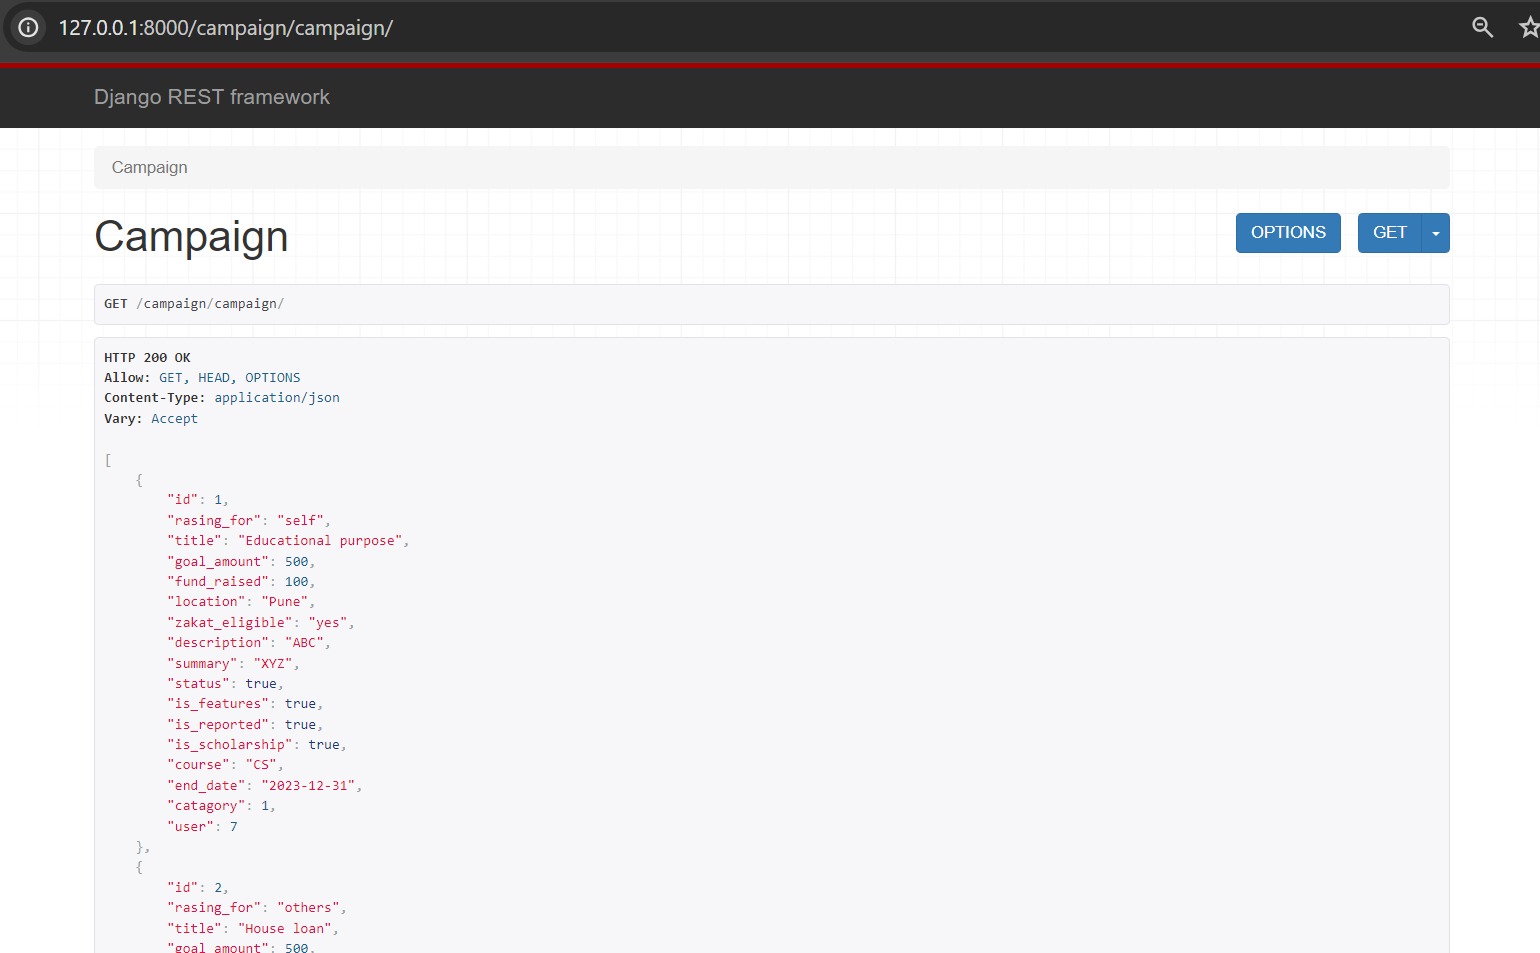 127.0.0.1:8000/campaign/campaign/
Django REST framework
Campaign
Campaign
OPTIONS
GET
GET /campaign/campaign/
HTTP 200 OK
Allow: GET, HEAD, OPTIONS
Content-Type: application/json
Vary: Accept
[
{
"id": 1,
"rasing_for": "self",
"title": "Educational purpose",
"goal_amount": 500,
"fund_raised": 100,
"location": "Pune",
"zakat_eligible": "yes",
"description": "ABC",
"summary": "XYZ",
"status": true,
"is_features": true,
"is_reported": true,
"is_scholarship": true,
"course": "CS",
"end_date": "2023-12-31",
"catagory": 1,
"user": 7
},
{
"id": 2,
"rasing_for": "others",
"title": "House loan",
"goal_amount": 500,